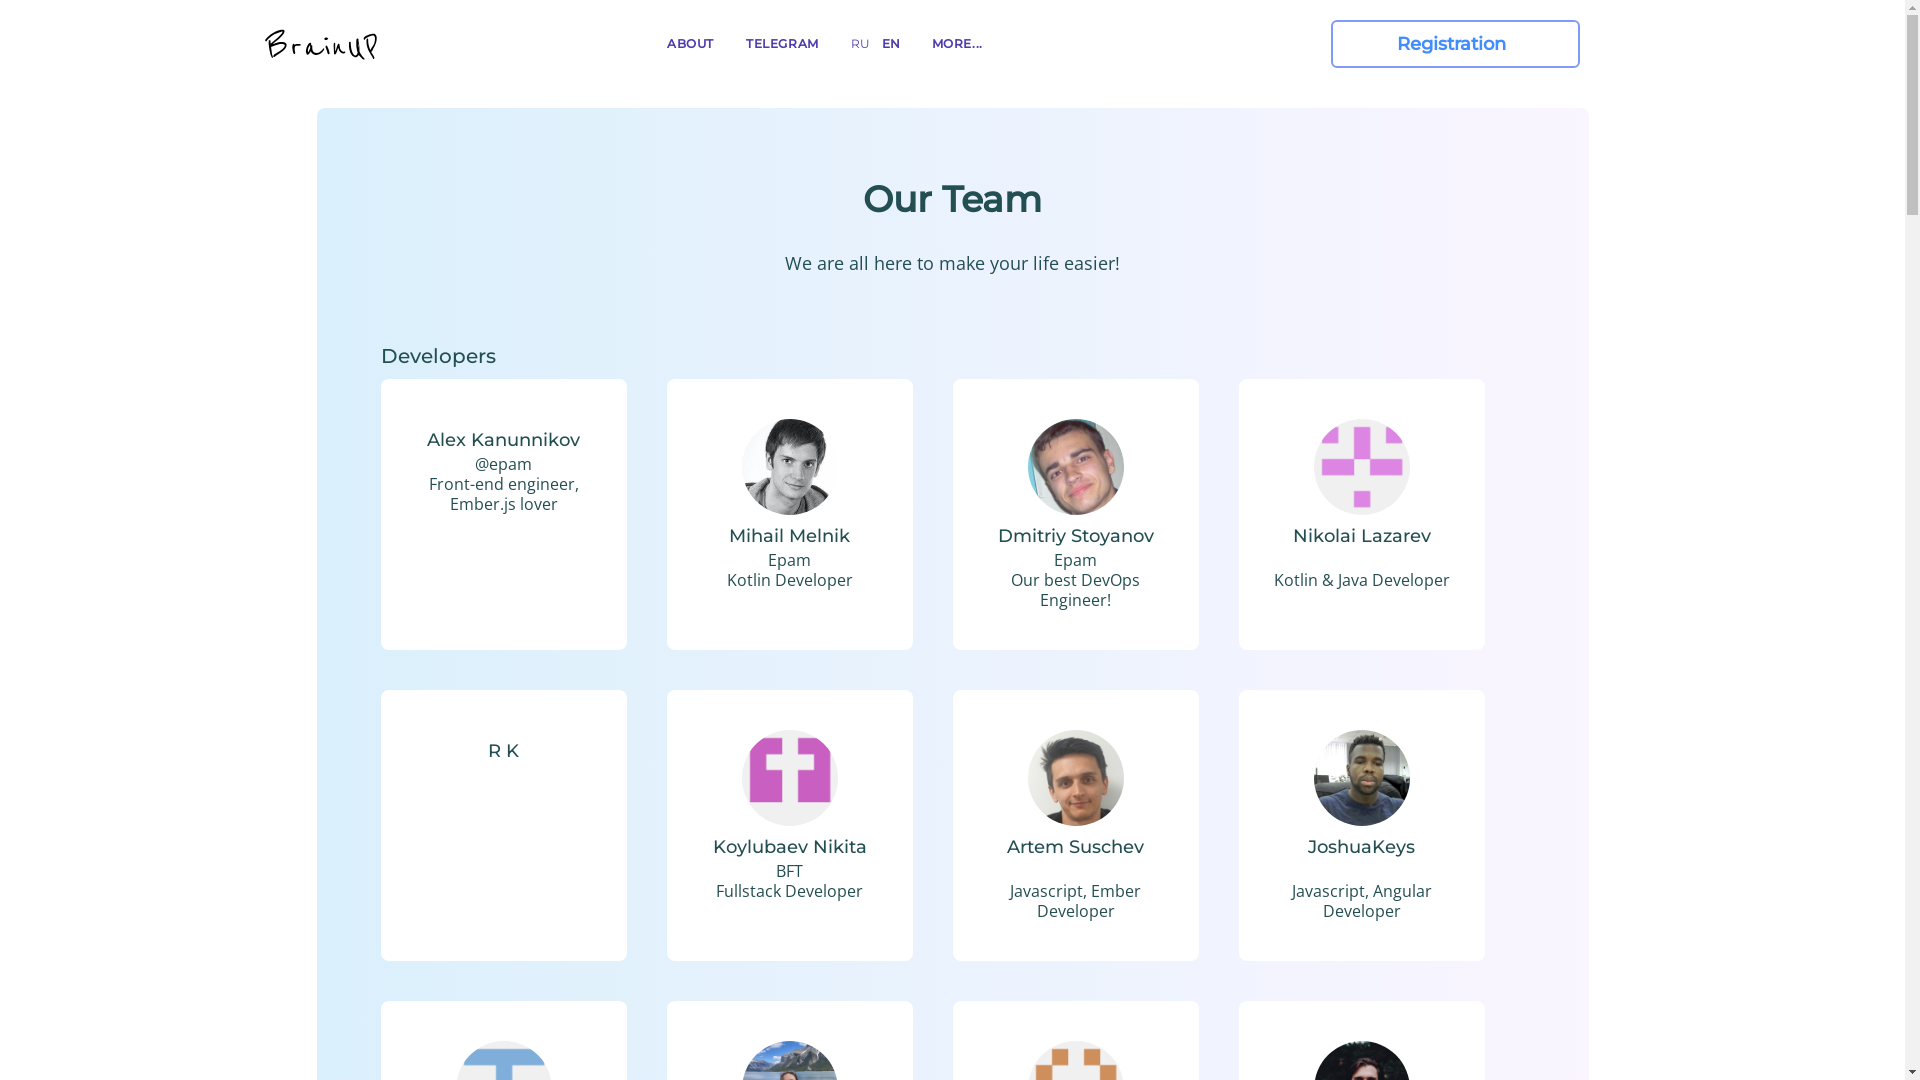 BrainUP
ABOUT
TELEGRAM
RU
EN
MORE...
Registration
Our Team
We are all here to make your life easier!
Developers
Alex Kanunnikov
@epam
Front-end engineer,
Ember.js lover
Mihail Melnik
Epam
Kotlin Developer
Dmitriy Stoyanov
Epam
Our best DevOps
Engineer!
Nikolai Lazarev
Kotlin & Java Developer
R K
Koylubaev Nikita
BFT
Fullstack Developer
Artem Suschev
Javascript, Ember
Developer
JoshuaKeys
Javascript, Angular
Developer